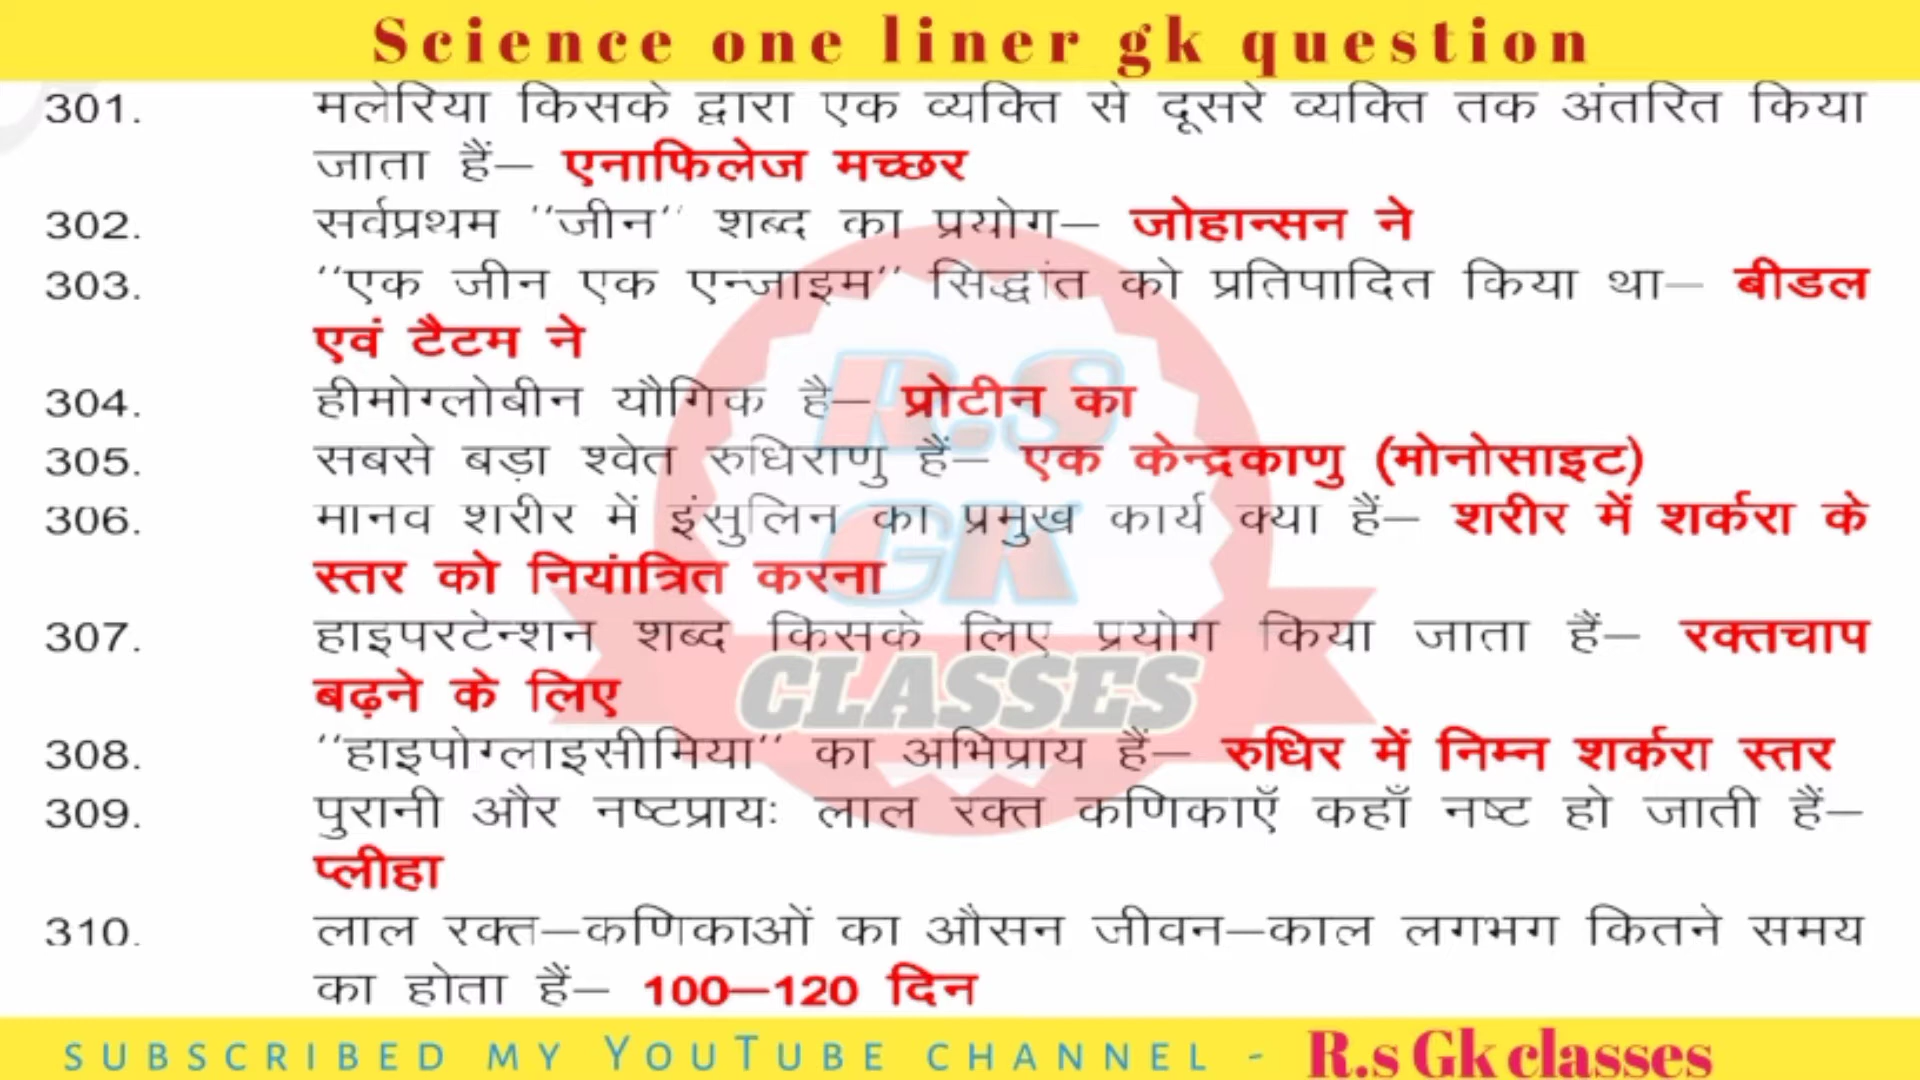 Science one liner gk question
301. मलेरिया किसके द्वारा एक व्यक्ति से दूसरे व्यक्ति तक अंतरित किया
जाता हैं– एनाफिलेज मच्छर
302. सर्वप्रथम ''जीन'' शब्द का प्रयोग– जोहान्सन ने
303. ''एक जीन एक एन्जाइम'' सिद्धांत को प्रतिपादित किया था– बीडल
एवं टैटम ने
304. हीमोग्लोबीन यौगिक है– प्रोटीन का
305. सबसे बड़ा श्वेत रुधिराणु हैं– एक केन्द्रकाणु (मोनोसाइट)
306. मानव शरीर में इंसुलिन का प्रमुख कार्य क्या हैं– शरीर में शर्करा के
स्तर को नियांत्रित करना
307. हाइपरटेन्शन शब्द किसके लिए प्रयोग किया जाता हैं– रक्तचाप
बढ़ने के लिए
308. ''हाइपोग्लाइसीमिया'' का अभिप्राय हैं– रुधिर में निम्न शर्करा स्तर
309. पुरानी और नष्टप्रायः लाल रक्त कणिकाएँ कहाँ नष्ट हो जाती हैं–
प्लीहा
310. लाल रक्त–कणिकाओं का औंसन जीवन–काल लगभग कितने समय
का होता हैं– 100–120 दिन
R.S
GK
CLASSES
SUBSCRIBED MY YOUTUBE CHANNEL - R.s Gk classes